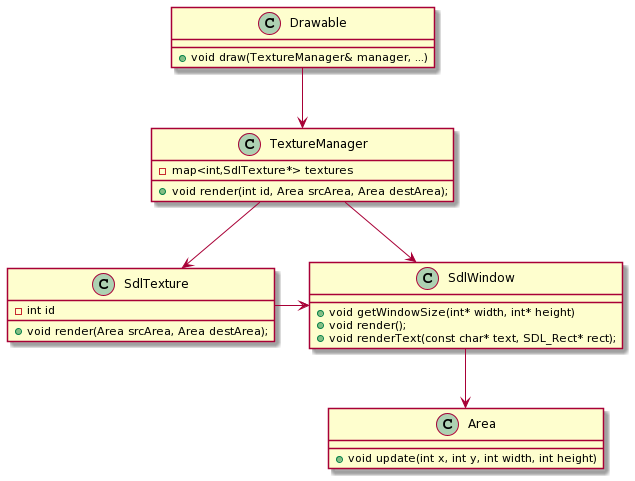 C Drawable
void draw(TextureManager& manager, ...)
C TextureManager
map<int,SdlTexture*> textures
void render(int id, Area srcArea, Area destArea);
C SdlTexture
int id
void render(Area srcArea, Area destArea);
C SdlWindow
void getWindowSize(int* width, int* height)
void render();
void renderText(const char* text, SDL_Rect* rect);
C Area
void update(int x, int y, int width, int height)